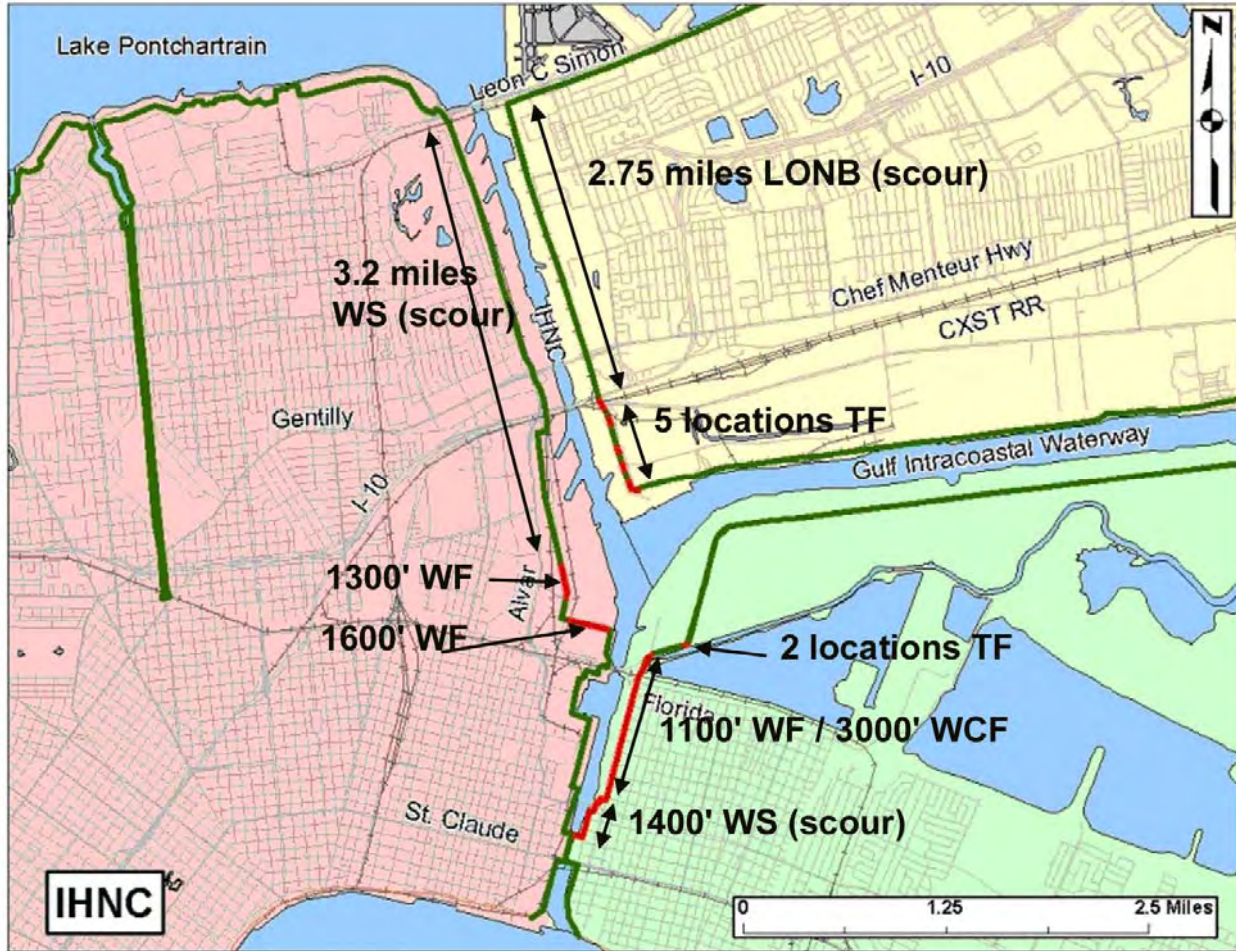 Lake Pontchartrain
Leon C Simon
I-10
N
2.75 miles LONB (scour)
3.2 miles
WS (scour)
IHNC
Chef Menteur Hwy
CXST RR
Gentilly
5 locations TF
Gulf Intracoastal Waterway
I-10
1300' WF
Alvar
1600' WF
2 locations TF
Florida
1100' WF / 3000' WCF
St. Claude
1400' WS (scour)
IHNC
0 1.25 2.5 Miles